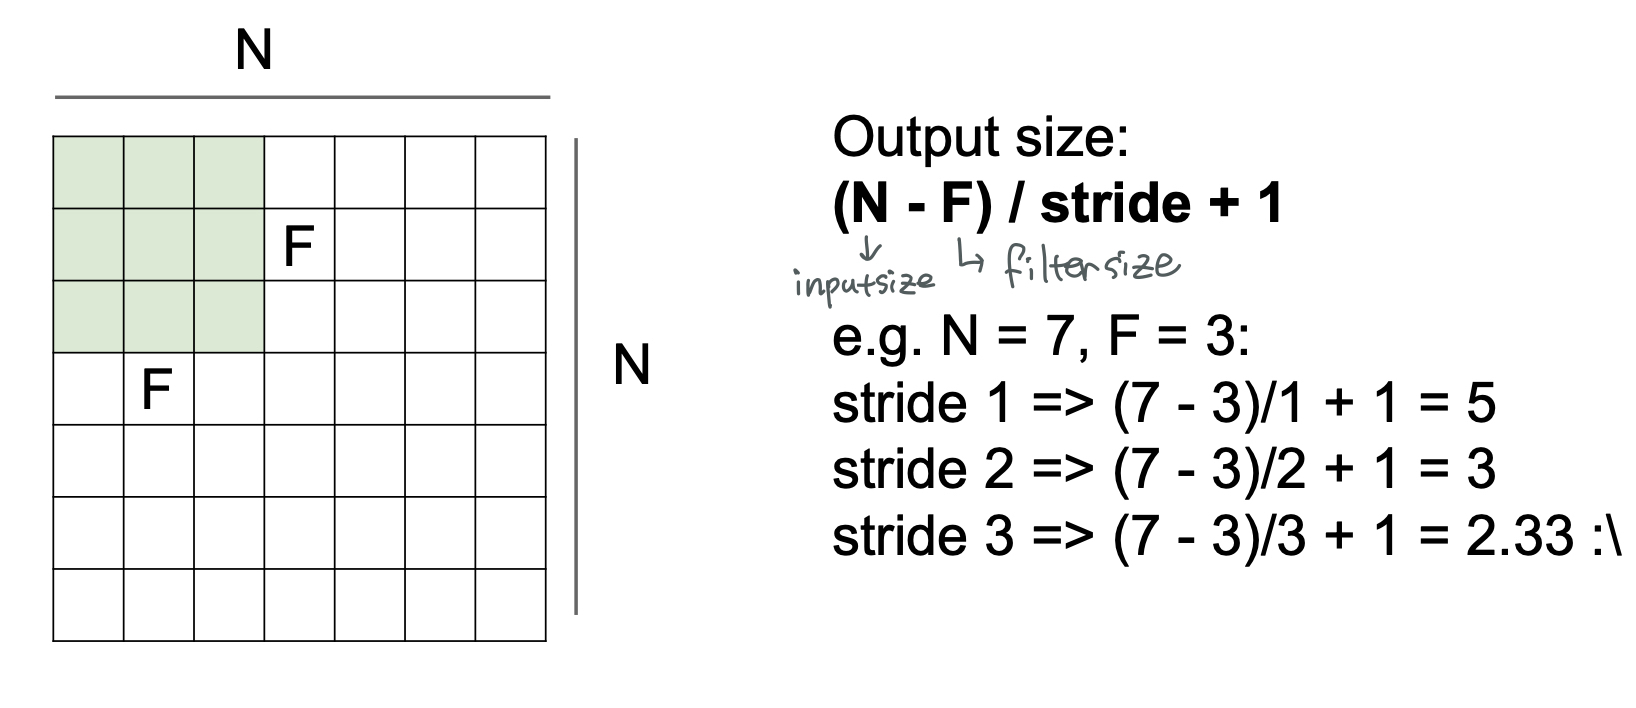 N
F
F
N
Output size:
(N - F) / stride + 1
inputsize
filtersize
e.g. N = 7, F = 3:
stride 1 => (7 - 3)/1 + 1 = 5
stride 2 => (7 - 3)/2 + 1 = 3
stride 3 => (7 - 3)/3 + 1 = 2.33 :\